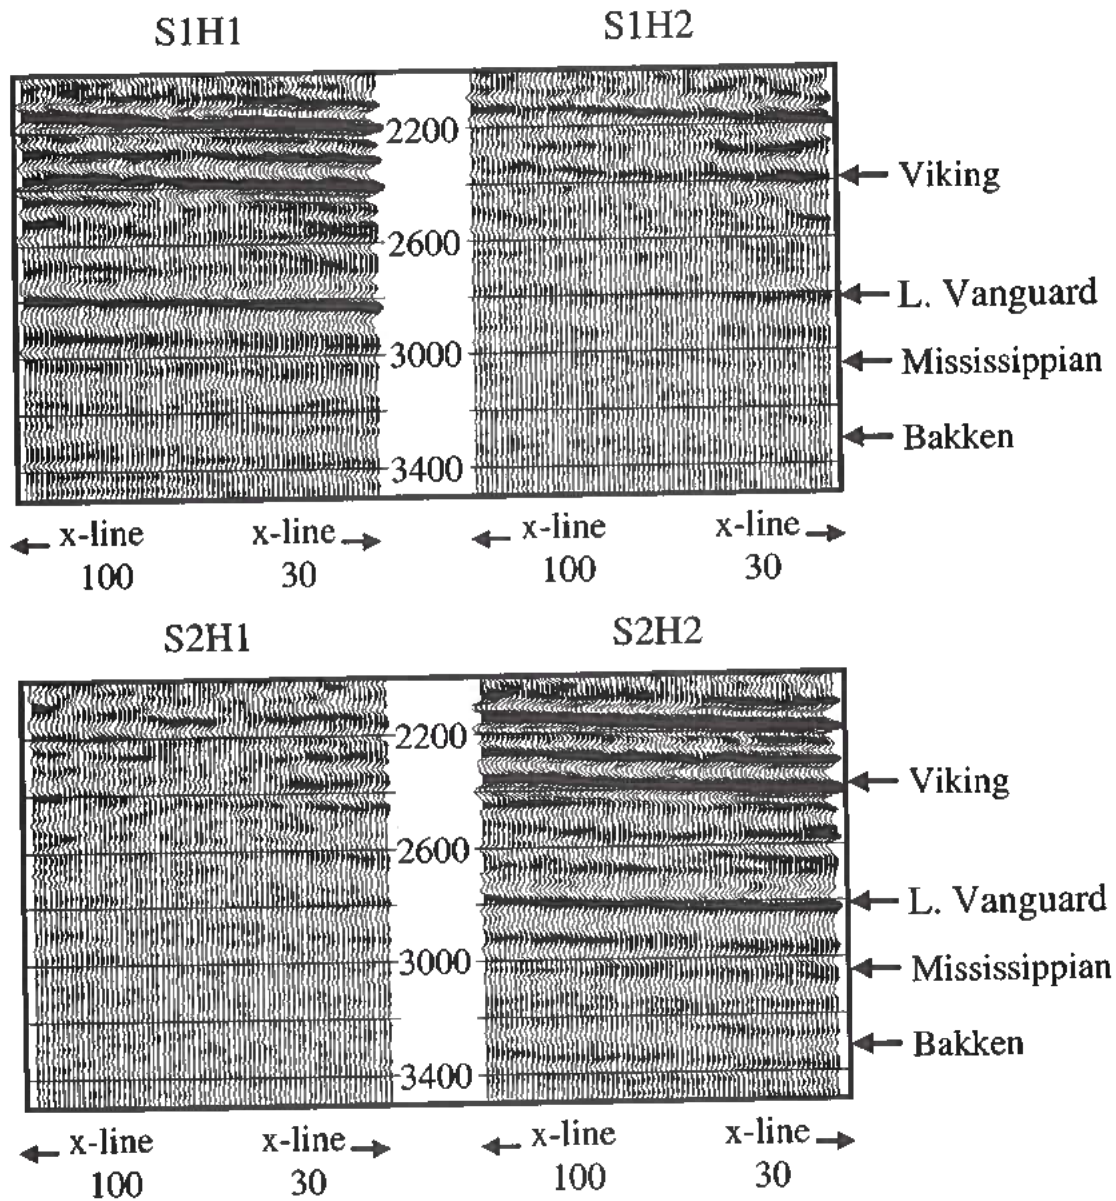 S1H1
S1H2
2200
Viking
2600
L. Vanguard
3000
Mississippian
Bakken
3400
x-line
x-line
x-line
x-line
100
30
100
30
S2H1
S2H2
2200
Viking
2600
L. Vanguard
3000
Mississippian
Bakken
3400
x-line
x-line
x-line
x-line
100
30
100
30